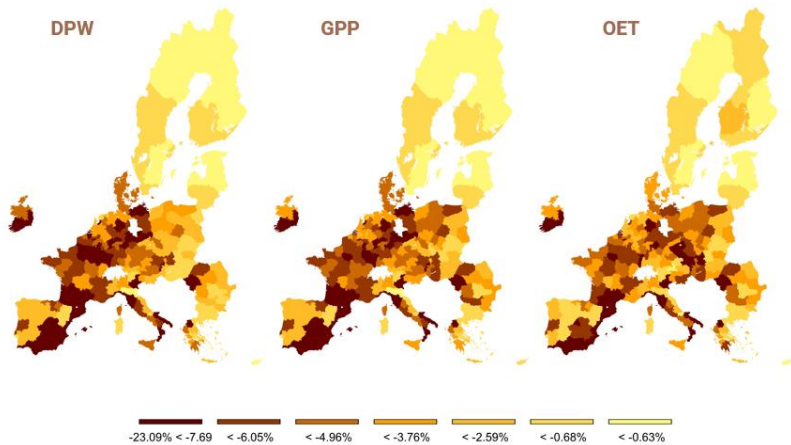 DPW GPP OET
-23.09% < -7.69 < -6.05% < -4.96% < -3.76% < -2.59% < -0.68% < -0.63%